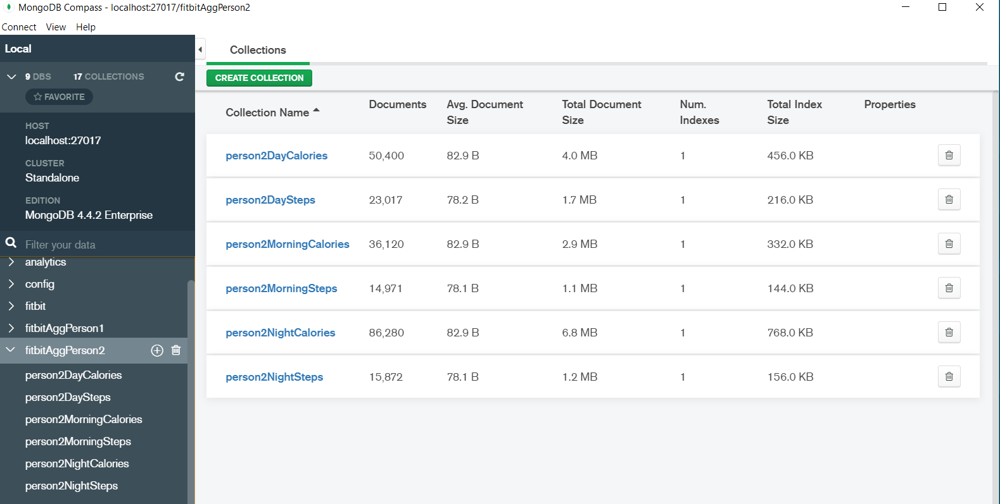 MongoDB Compass - localhost:27017/fitbitAggPerson2
Connect View Help
Local
9 DBS 17 COLLECTIONS
FAVORITE
HOST
localhost:27017
CLUSTER
Standalone
EDITION
MongoDB 4.4.2 Enterprise
Filter your data
analytics
config
fitbit
fitbitAggPerson1
fitbitAggPerson2
person2DayCalories
person2DaySteps
person2MorningCalories
person2MorningSteps
person2NightCalories
person2NightSteps
Collections
CREATE COLLECTION
Collection Name Documents Avg. Document Size Total Document Size Num. Indexes Total Index Size Properties
person2DayCalories 50,400 82.9 B 4.0 MB 1 456.0 KB
person2DaySteps 23,017 78.2 B 1.7 MB 1 216.0 KB
person2MorningCalories 36,120 82.9 B 2.9 MB 1 332.0 KB
person2MorningSteps 14,971 78.1 B 1.1 MB 1 144.0 KB
person2NightCalories 86,280 82.9 B 6.8 MB 1 768.0 KB
person2NightSteps 15,872 78.1 B 1.2 MB 1 156.0 KB